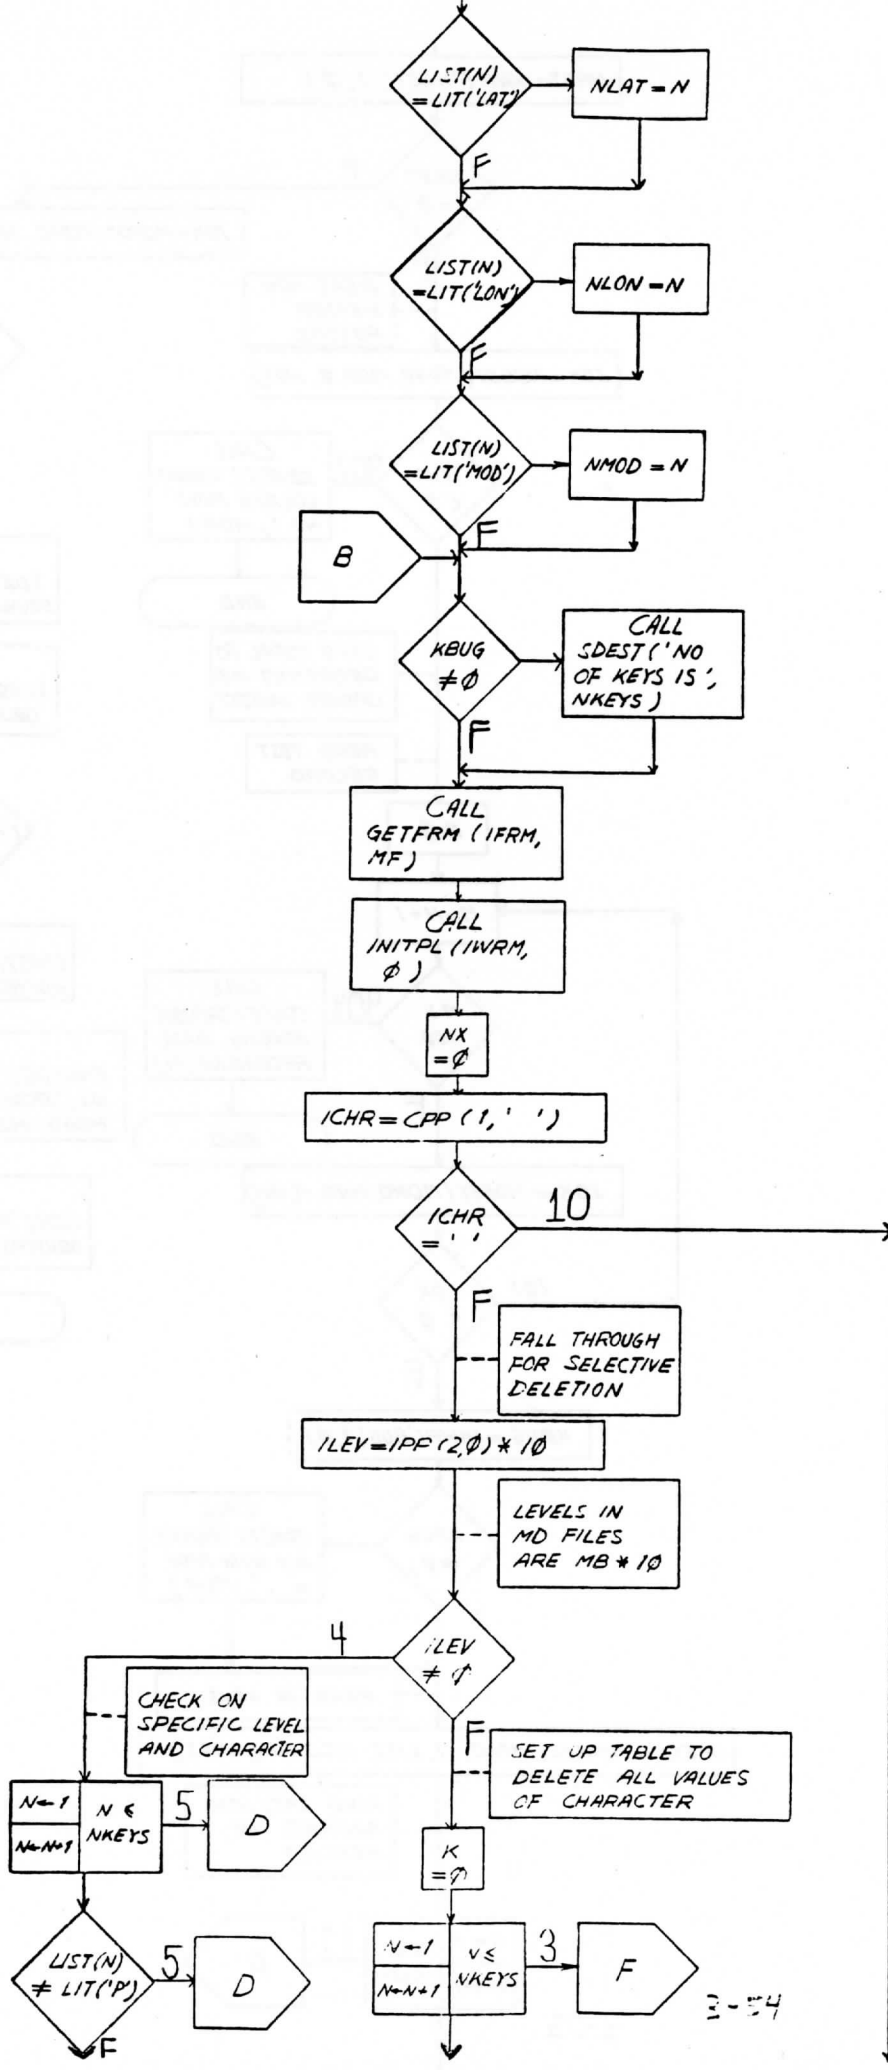 LIST(N)
=LIT('LAT')
NLAT = N
F
LIST(N)
=LIT('LON')
NLON = N
F
LIST(N)
=LIT('MOD')
NMOD = N
F
B
KBUG
≠ Ø
CALL
SDEST ('NO
OF KEYS IS',
NKEYS)
F
CALL
GETFRM (IFRM,
MF)
CALL
INITPL (IWRM,
Ø)
NX
= Ø
ICHR = CPP (1, ' ')
ICHR
= ' '
10
F
FALL THROUGH
FOR SELECTIVE
DELETION
ILEV = IPP (2,Ø) * 1Ø
LEVELS IN
MD FILES
ARE MB * 1Ø
ILEV
≠ Ø
4
F
CHECK ON
SPECIFIC LEVEL
AND CHARACTER
SET UP TABLE TO
DELETE ALL VALUES
OF CHARACTER
N←1
N←N+1
N ≤
NKEYS
5
D
K
= Ø
LIST(N)
≠ LIT('P')
5
D
F
N←1
N←N+1
N ≤
NKEYS
3
F
3-54